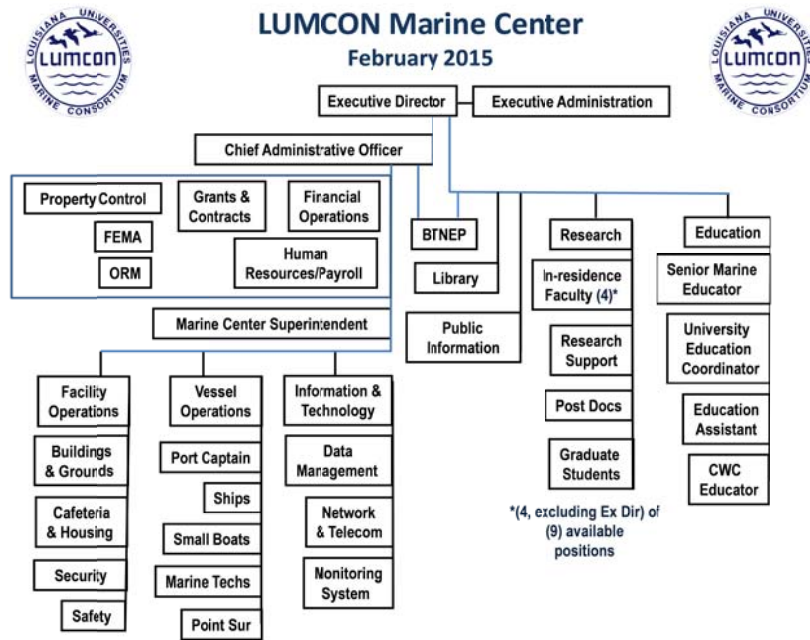 LUMCON Marine Center
February 2015
LOUISIANA UNIVERSITIES
LUMCON
MARINE CONSORTIUM
LOUISIANA UNIVERSITIES
LUMCON
MARINE CONSORTIUM
Executive Director
Executive Administration
Chief Administrative Officer
Property Control
FEMA
ORM
Grants &
Contracts
Financial
Operations
Human
Resources/Payroll
BTNEP
Library
Public
Information
Research
In-residence
Faculty (4)*
Research
Support
Post Docs
Graduate
Students
*(4, excluding Ex Dir) of
(9) available
positions
Education
Senior Marine
Educator
University
Education
Coordinator
Education
Assistant
CWC
Educator
Marine Center Superintendent
Facility
Operations
Buildings
& Grounds
Cafeteria
& Housing
Security
Safety
Vessel
Operations
Port Captain
Ships
Small Boats
Marine Techs
Point Sur
Information &
Technology
Data
Management
Network
& Telecom
Nonitoring
System